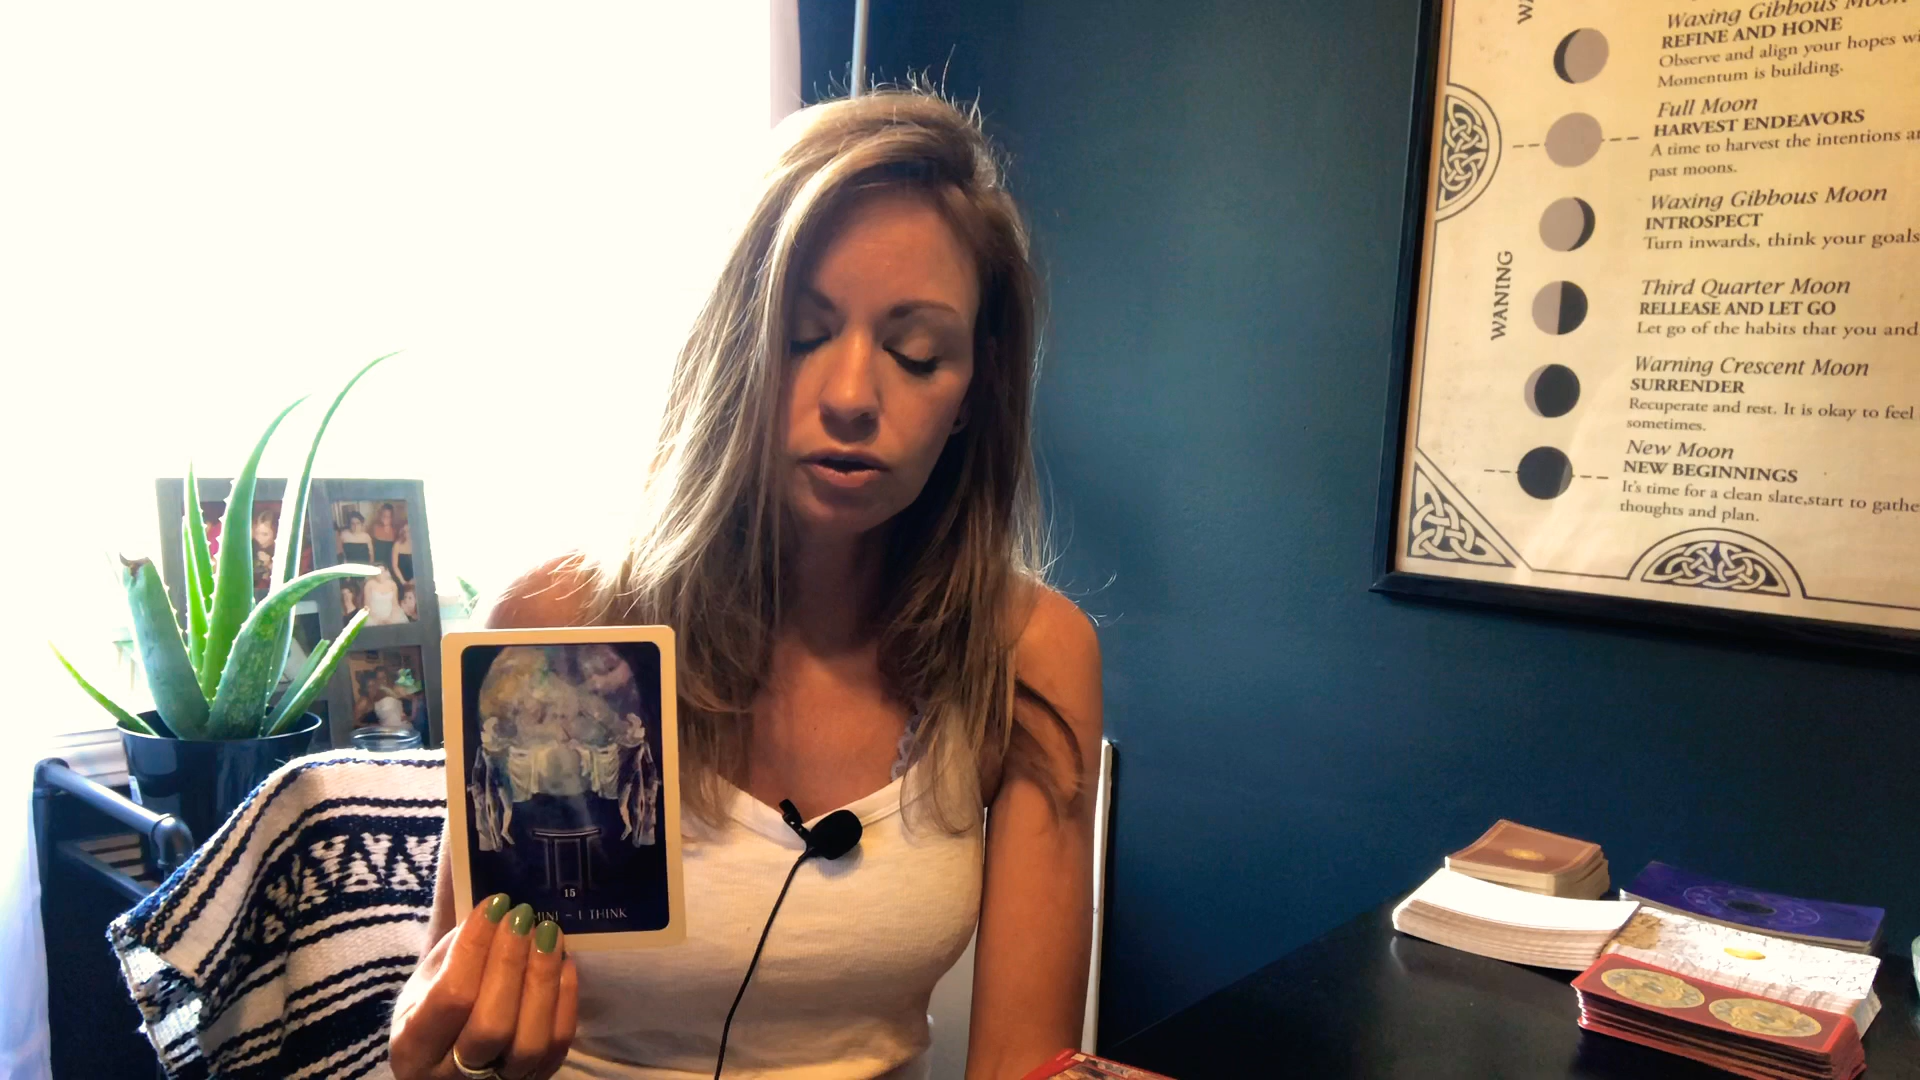 Waxing Gibbous Moon
REFINE AND HONE
Observe and align your hopes wi
Momentum is building.
Full Moon
HARVEST ENDEAVORS
A time to harvest the intentions
past moons.
Waxing Gibbous Moon
INTROSPECT
Turn inwards, think your goals
WANING
Third Quarter Moon
RELLEASE AND LET GO
Let go of the habits that you and
Warning Crescent Moon
SURRENDER
Recuperate and rest. It is okay to feel
sometimes.
New Moon
NEW BEGINNINGS
It's time for a clean slate,start to gathe
thoughts and plan.
15
MINI - I THINK